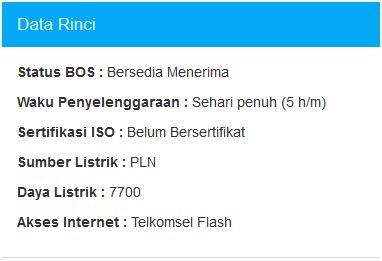 Data Rinci
Status BOS : Bersedia Menerima
Waku Penyelenggaraan : Sehari penuh (5 h/m)
Sertifikasi ISO : Belum Bersertifikat
Sumber Listrik : PLN
Daya Listrik : 7700
Akses Internet : Telkomsel Flash